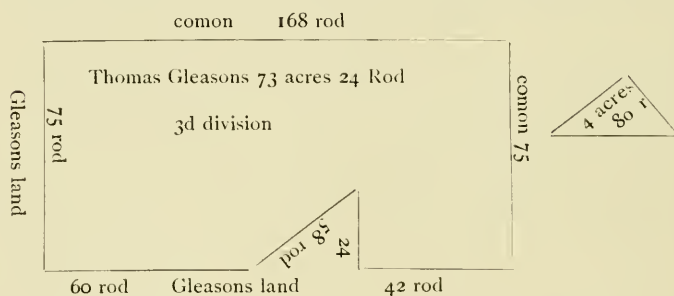 comon 168 rod
Thomas Gleasons 73 acres 24 Rod
3d division
Gleasons land
75 rod
comon 75
4 acres
80 r
58 rod
24
60 rod Gleasons land 42 rod